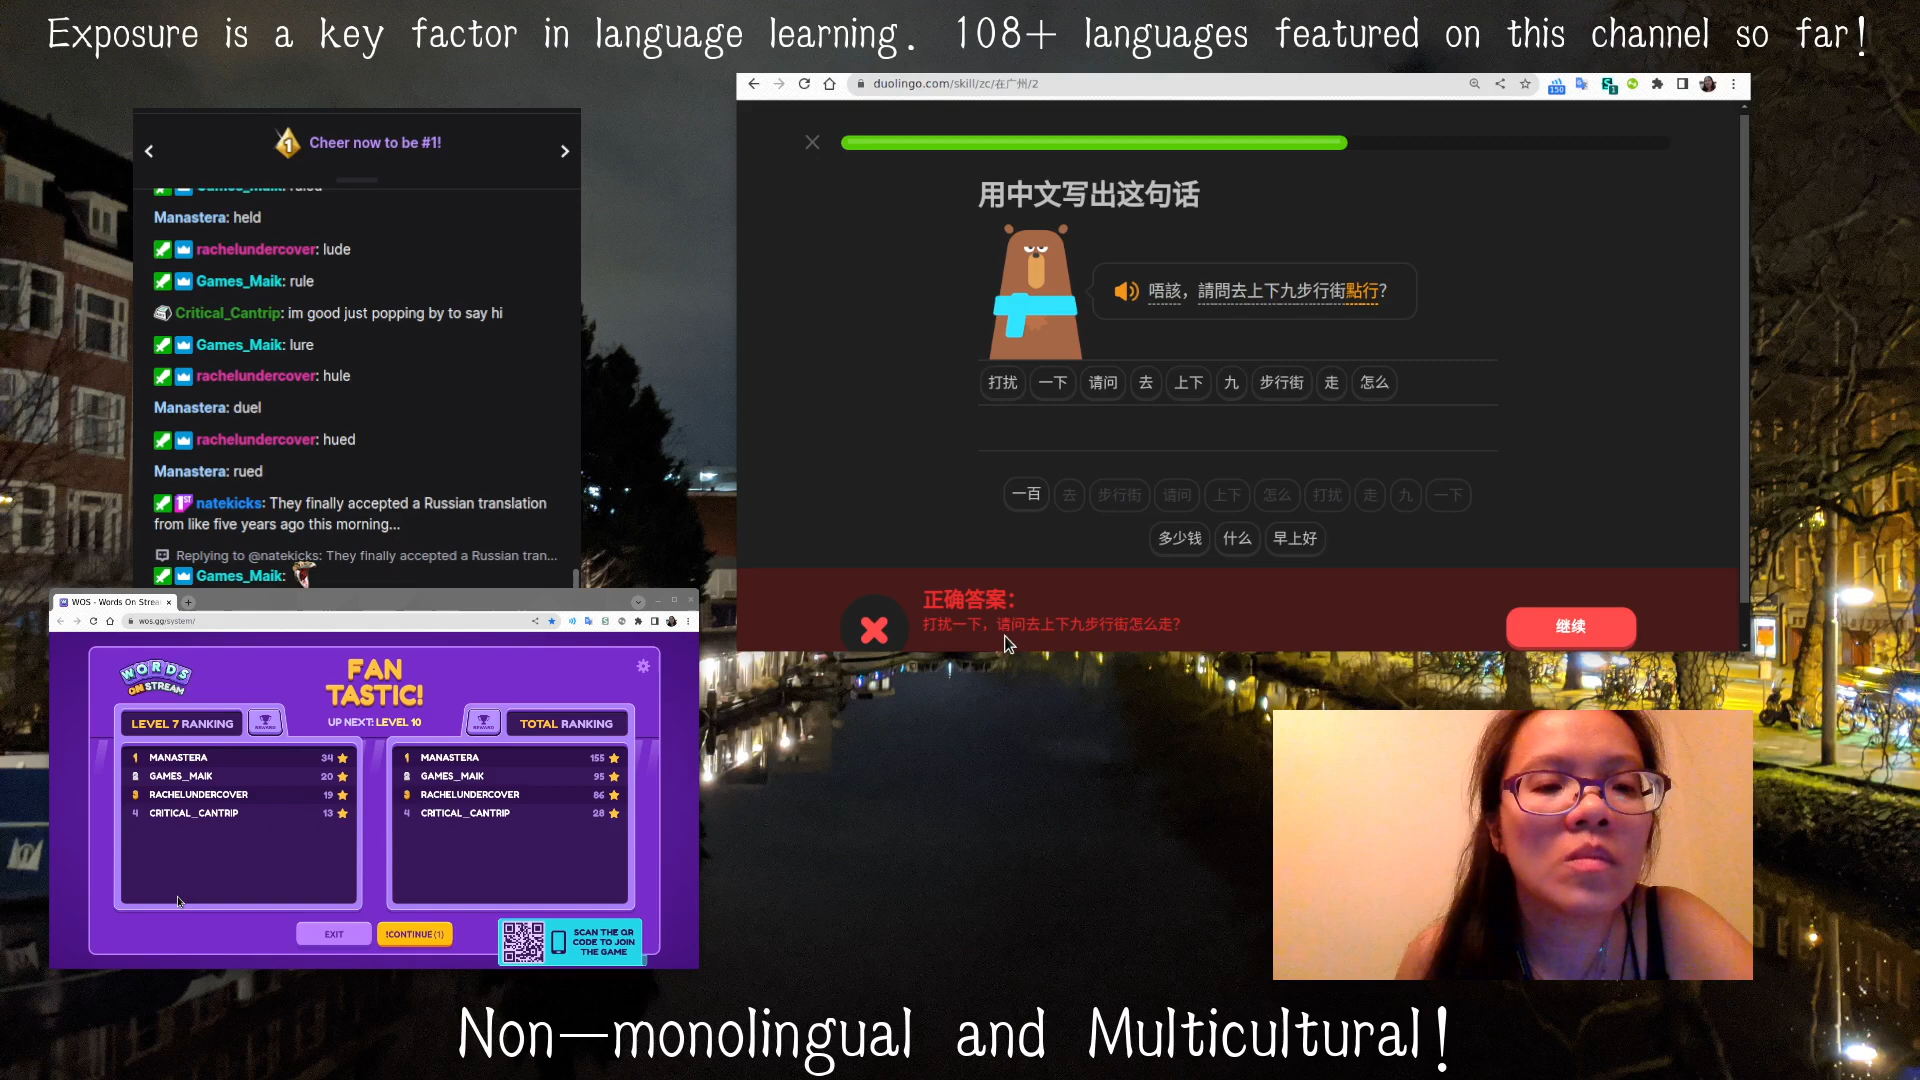 Exposure is a key factor in language learning. 108+ languages featured on this channel so far!
Cheer now to be #1!
Manastera: held
rachelundercover: lude
Games_Maik: rule
Critical_Cantrip: im good just popping by to say hi
Games_Maik: lure
rachelundercover: hule
Manastera: duel
rachelundercover: hued
Manastera: rued
natekicks: They finally accepted a Russian translation
from like five years ago this morning...
Replying to @natekicks: They finally accepted a Russian tran...
Games_Maik:
duolingo.com/skill/zc/在广州/2
150
1
用中文写出这句话
唔該，請問去上下九步行街點行?
打扰 一下 请问 去 上下 九 步行街 走 怎么
一百 去 步行街 请问 上下 怎么 打扰 走 九 一下
多少钱 什么 早上好
正确答案：
打扰一下，请问去上下九步行街怎么走?
继续
WOS - Words On Strea
wos.gg/system/
WORDS
ON STREAM
FAN
TASTIC!
UP NEXT: LEVEL 10
LEVEL 7 RANKING
REWARD
1 MANASTERA 34
2 GAMES_MAIK 20
3 RACHELUNDERCOVER 19
4 CRITICAL_CANTRIP 13
REWARD
TOTAL RANKING
1 MANASTERA 155
2 GAMES_MAIK 95
3 RACHELUNDERCOVER 86
4 CRITICAL_CANTRIP 28
EXIT
!CONTINUE (1)
SCAN THE QR
CODE TO JOIN
THE GAME
Non-monolingual and Multicultural!